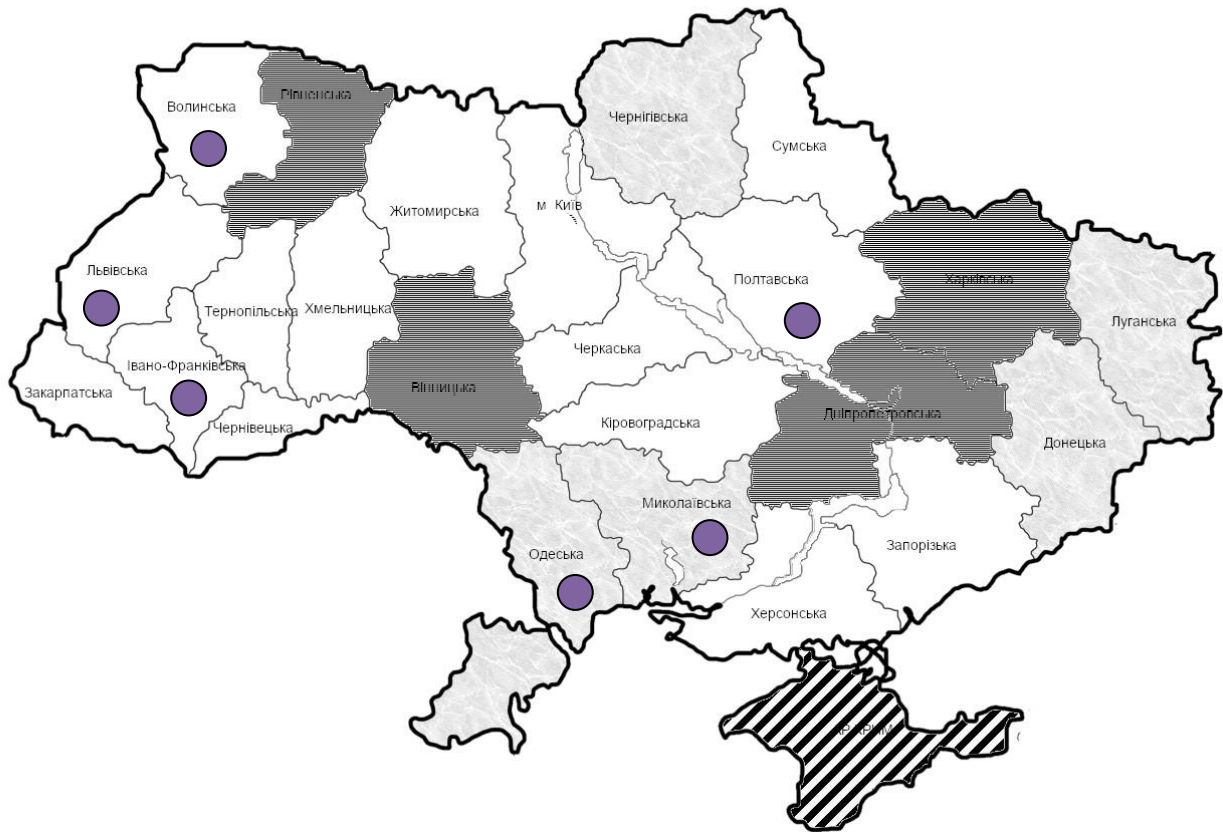 Рівненська
Волинська
Чернігівська
Сумська
м Київ
Житомирська
Львівська
Полтавська
Харківська
Тернопільська
Хмельницька
Луганська
Черкаська
Івано-Франківська
Вінницька
Закарпатська
Дніпропетровська
Кіровоградська
Чернівецька
Донецька
Миколаївська
Запорізька
Одеська
Херсонська